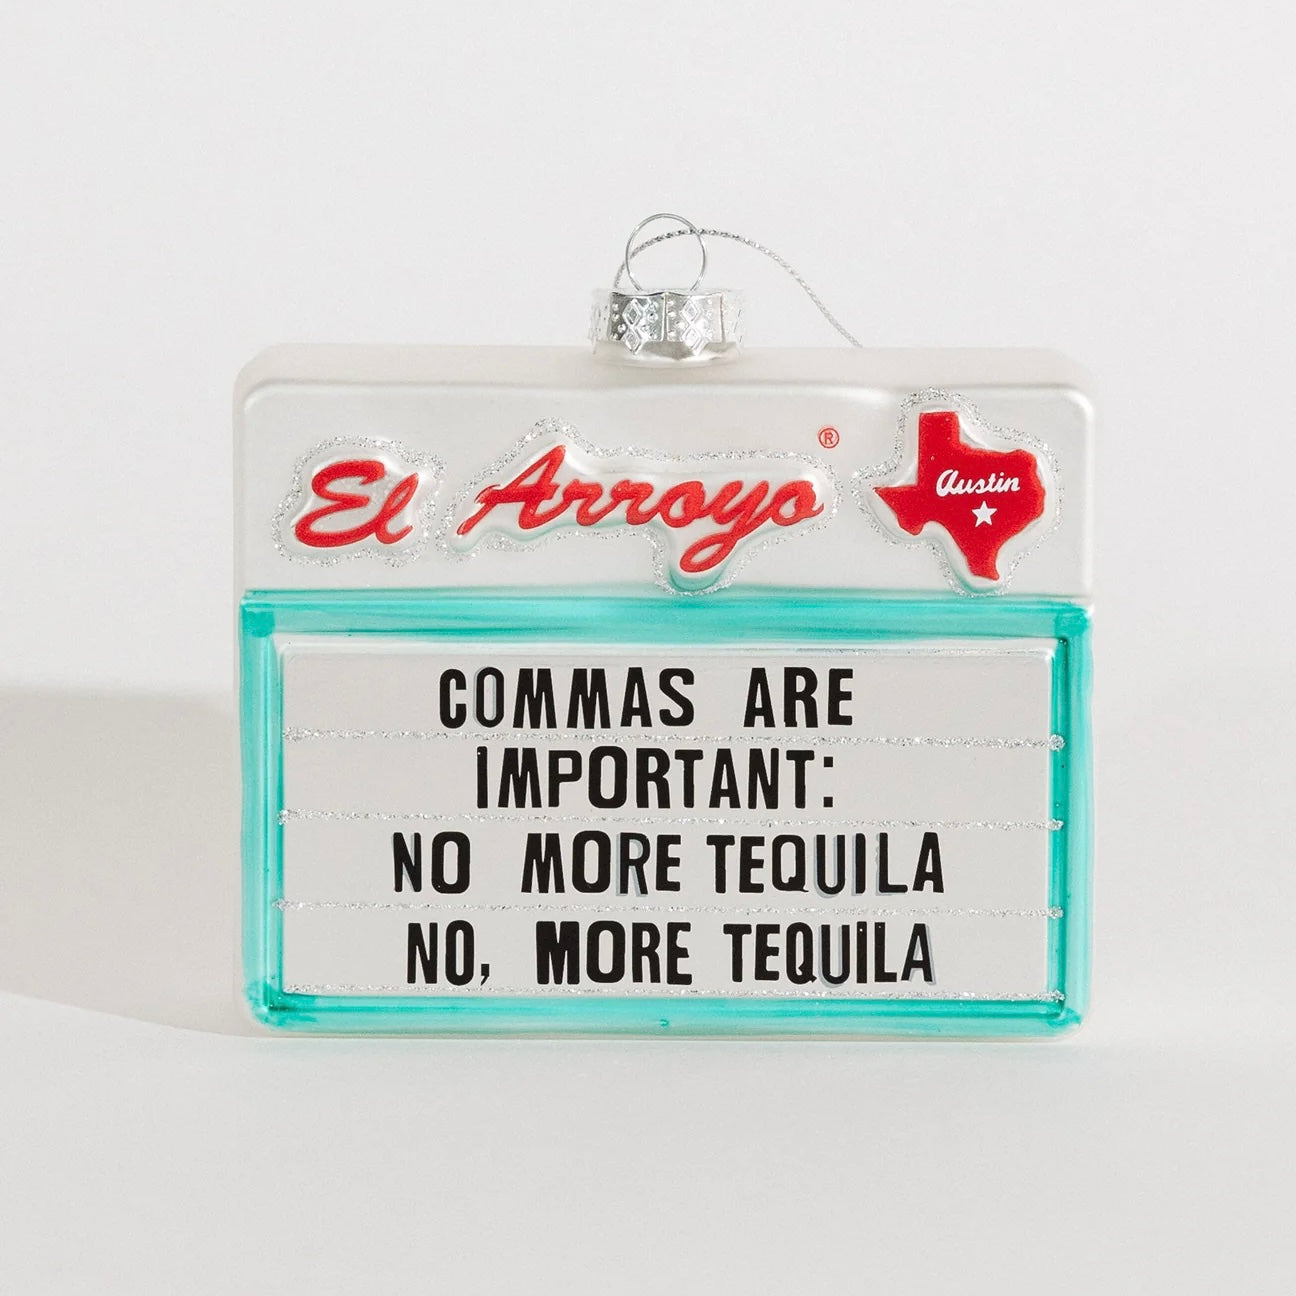 El Arroyo®
Austin
COMMAS ARE
IMPORTANT:
NO MORE TEQUILA
NO, MORE TEQUILA